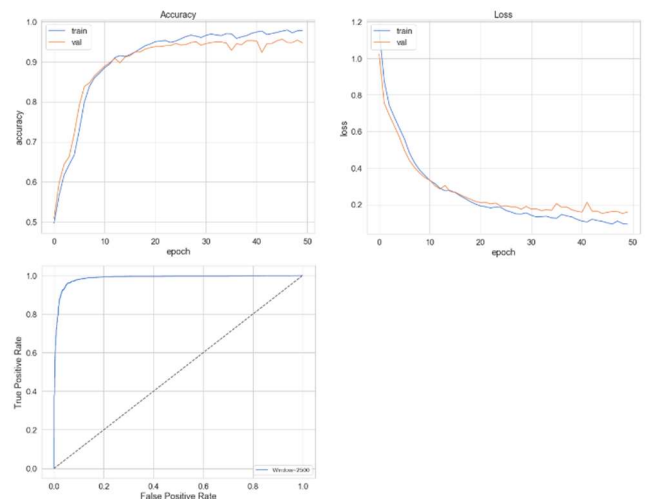 Accuracy
1.0
train
val
0.9
0.8
0.7
0.6
0.5
accuracy
0 10 20 30 40 50
epoch
Loss
1.2
train
val
1.0
0.8
0.6
0.4
0.2
loss
0 10 20 30 40 50
epoch
1.0
0.8
0.6
0.4
0.2
0.0
True Positive Rate
Window-2500
0.0 0.2 0.4 0.6 0.8 1.0
False Positive Rate